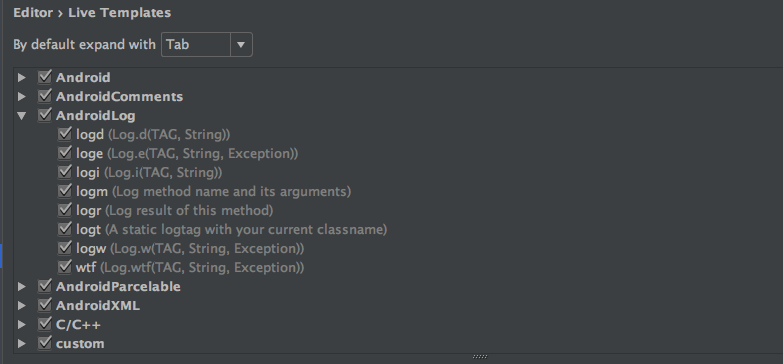 Editor › Live Templates
By default expand with Tab
Android
AndroidComments
AndroidLog
logd (Log.d(TAG, String))
loge (Log.e(TAG, String, Exception))
logi (Log.i(TAG, String))
logm (Log method name and its arguments)
logr (Log result of this method)
logt (A static logtag with your current classname)
logw (Log.w(TAG, String, Exception))
wtf (Log.wtf(TAG, String, Exception))
AndroidParcelable
AndroidXML
C/C++
custom